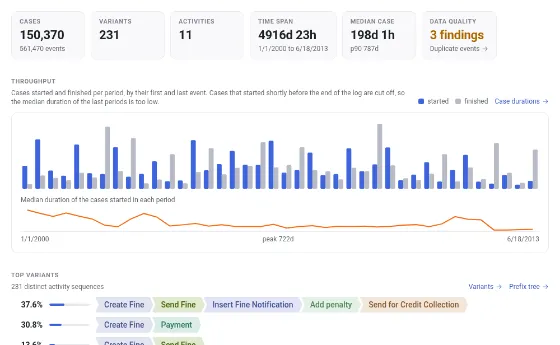 CASES
150,370
561,470 events
VARIANTS
231
ACTIVITIES
11
TIME SPAN
4916d 23h
1/1/2000 to 6/18/2013
MEDIAN CASE
198d 1h
p90 787d
DATA QUALITY
3 findings
Duplicate events →
THROUGHPUT
Cases started and finished per period, by their first and last event. Cases that started shortly before the end of the log are cut off, so
the median duration of the last periods is too low.
started finished Case durations →
Median duration of the cases started in each period
1/1/2000 peak 722d 6/18/2013
TOP VARIANTS
231 distinct activity sequences Variants → Prefix tree →
37.6% Create Fine Send Fine Insert Fine Notification Add penalty Send for Credit Collection
30.8% Create Fine Payment
13.6% Create Fine Send Fine